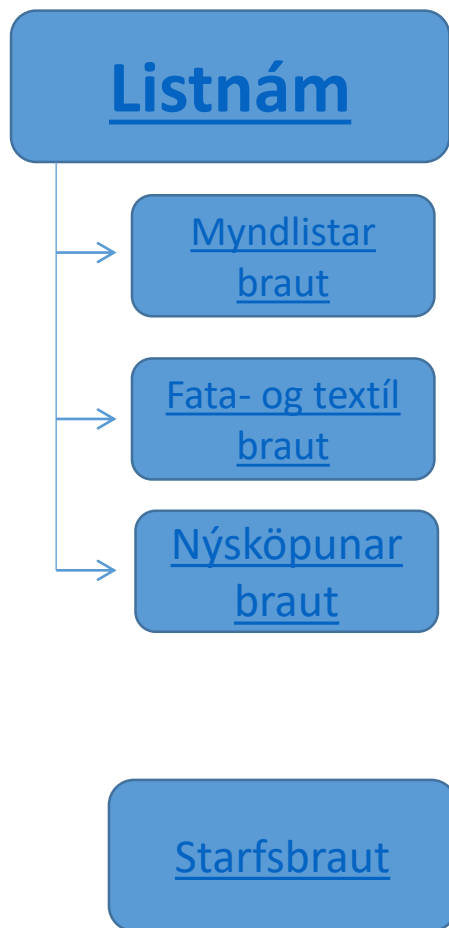 Listnám
Myndlistar
braut
Fata- og textíl
braut
Nýsköpunar
braut
Starfsbraut